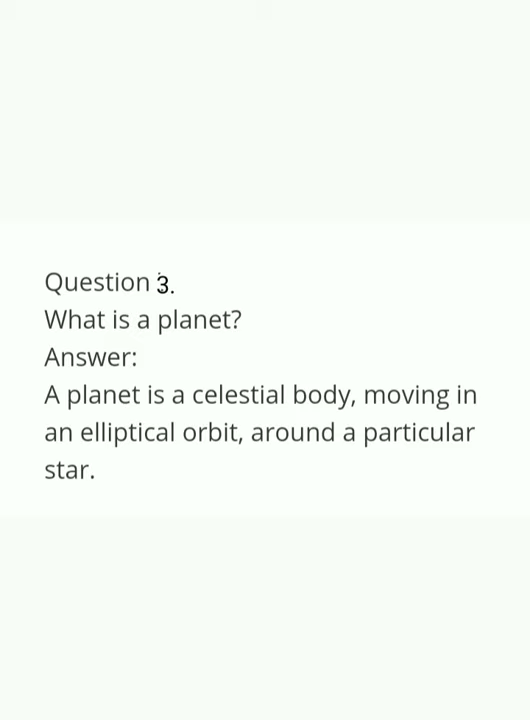 Question 3.
What is a planet?
Answer:
A planet is a celestial body, moving in
an elliptical orbit, around a particular
star.